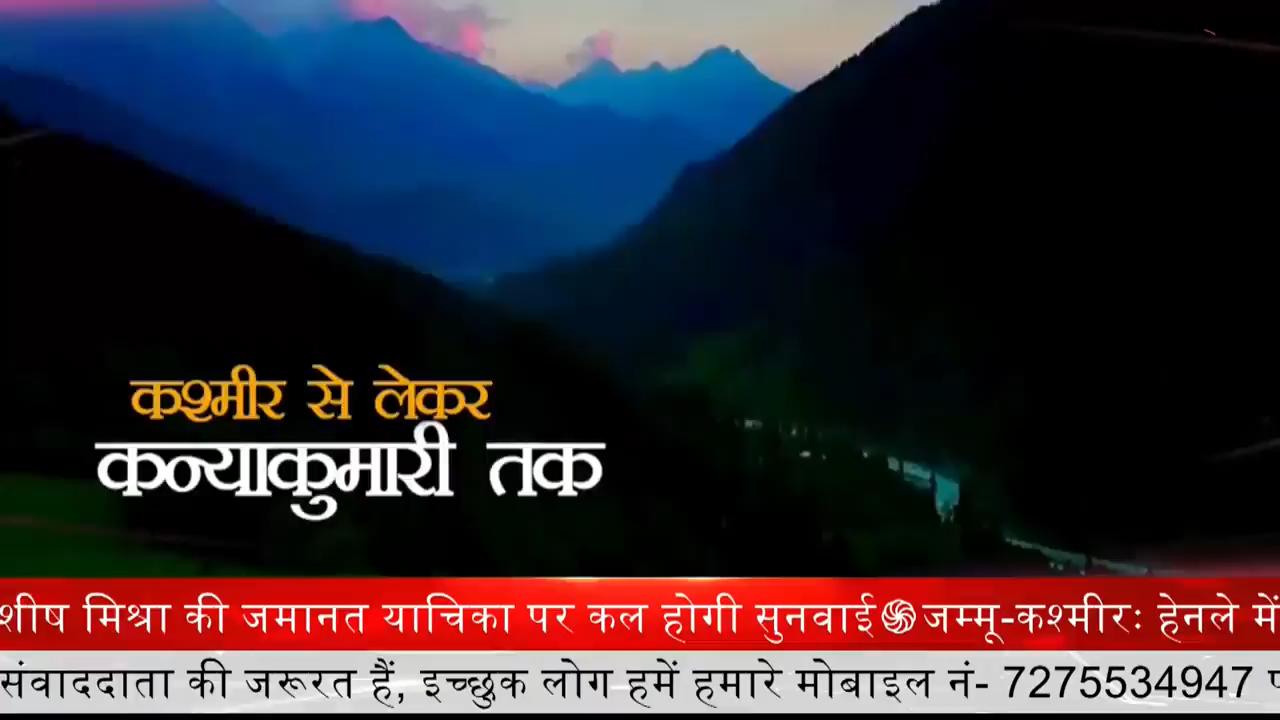 कश्मीर से लेकर
कन्याकुमारी तक
शीष मिश्रा की जमानत याचिका पर कल होगी सुनवाई֍जम्मू-कश्मीरः हेनले में
संवाददाता की जरूरत हैं, इच्छुक लोग हमें हमारे मोबाइल नं- 7275534947